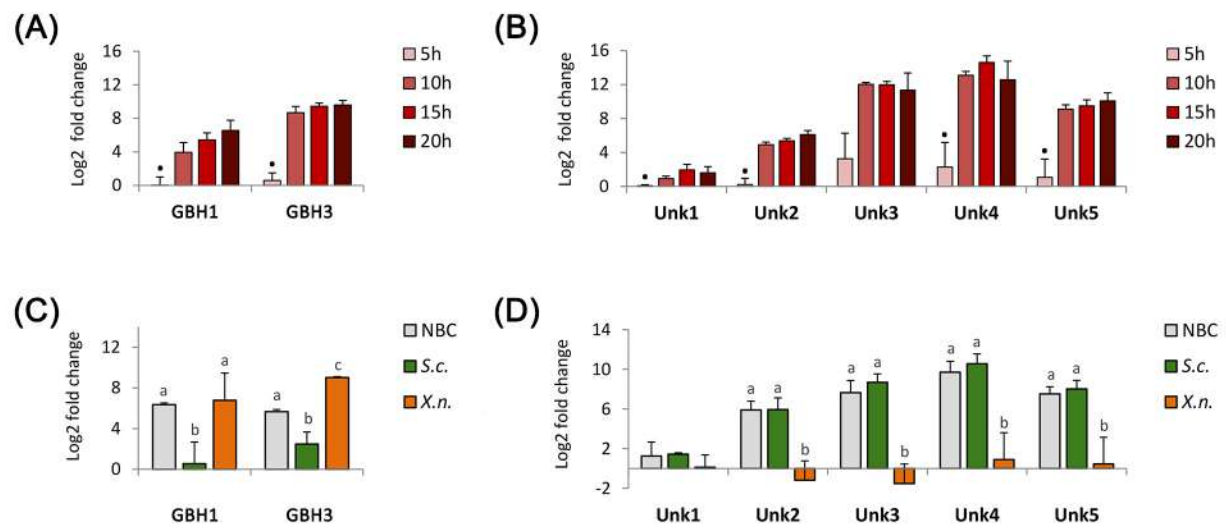 (A)
Log2 fold change
16
12
8
4
0
GBH1 GBH3
5h
10h
15h
20h
(B)
Log2 fold change
16
12
8
4
0
Unk1 Unk2 Unk3 Unk4 Unk5
5h
10h
15h
20h
(C)
Log2 fold change
12
8
4
0
a b a a b c
GBH1 GBH3
NBC
S.c.
X.n.
(D)
Log2 fold change
14
10
6
2
-2
a a b a a b a a b a a b
Unk1 Unk2 Unk3 Unk4 Unk5
NBC
S.c.
X.n.